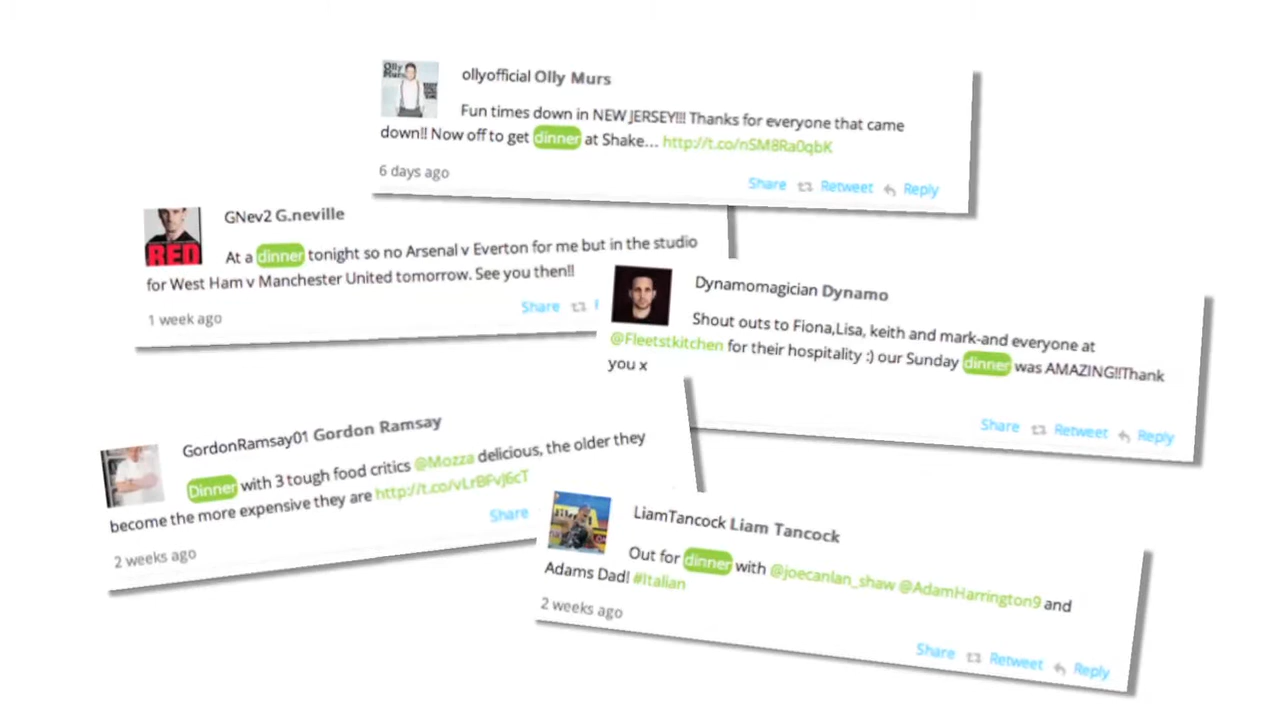 ollyofficial Olly Murs
Fun times down in NEW JERSEY!!! Thanks for everyone that came
down!! Now off to get dinner at Shake... http://t.co/nSM8Ra0qbK
6 days ago
Share Retweet Reply
GNev2 G.neville
RED
At a dinner tonight so no Arsenal v Everton for me but in the studio
for West Ham v Manchester United tomorrow. See you then!!
1 week ago
Share
Dynamomagician Dynamo
Shout outs to Fiona,Lisa, keith and mark-and everyone at
@Fleetstkitchen for their hospitality :) our Sunday dinner was AMAZING!!Thank
you x
Share Retweet Reply
GordonRamsay01 Gordon Ramsay
Dinner with 3 tough food critics @Mozza delicious, the older they
become the more expensive they are http://t.co/vLrBFvJ6cT
2 weeks ago
Share
LiamTancock Liam Tancock
Out for dinner with @joecanlan_shaw @AdamHarrington9 and
Adams Dad! #Italian
2 weeks ago
Share Retweet Reply